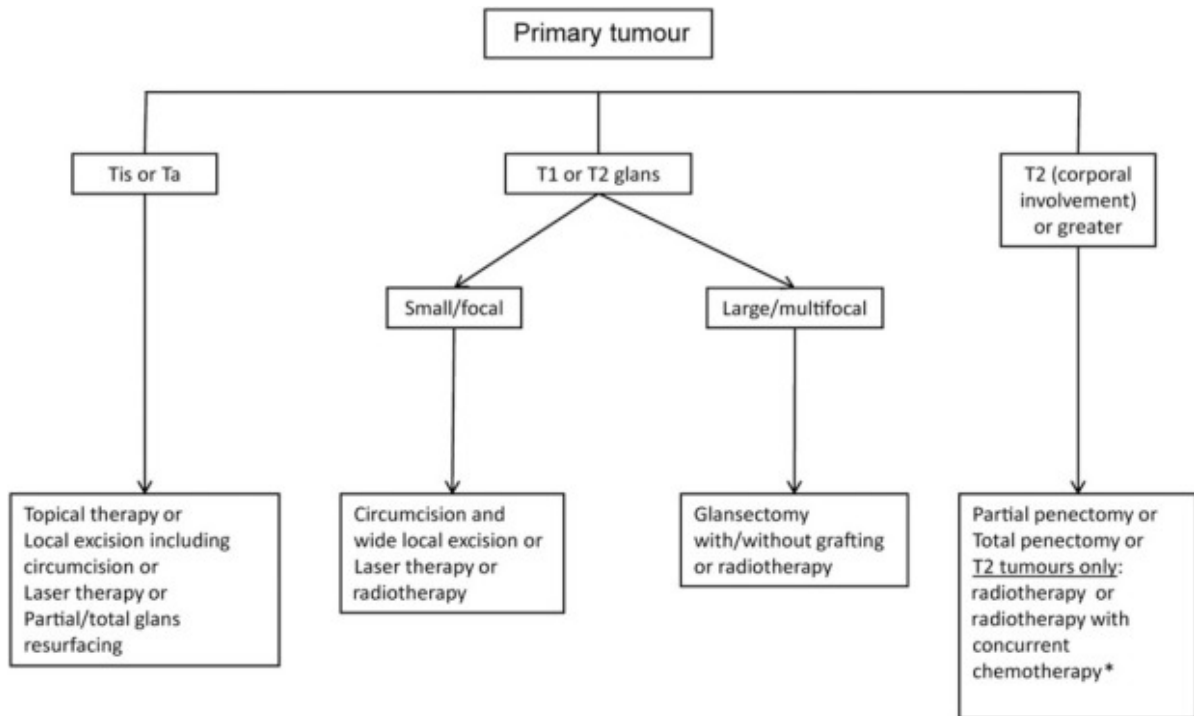 Primary tumour
Tis or Ta
T1 or T2 glans
T2 (corporal
involvement)
or greater
Small/focal
Large/multifocal
Topical therapy or
Local excision including
circumcision or
Laser therapy or
Partial/total glans
resurfacing
Circumcision and
wide local excision or
Laser therapy or
radiotherapy
Glansectomy
with/without grafting
or radiotherapy
Partial penectomy or
Total penectomy or
T2 tumours only:
radiotherapy or
radiotherapy with
concurrent
chemotherapy*